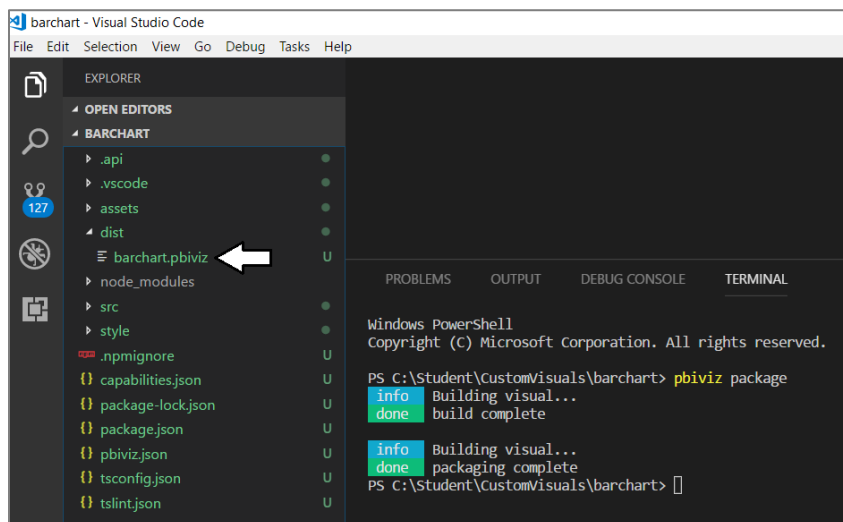 barchart - Visual Studio Code
File Edit Selection View Go Debug Tasks Help
EXPLORER
OPEN EDITORS
BARCHART
.api
.vscode
assets
dist
barchart.pbiviz U
node_modules
src
style
npm .npmignore U
{} capabilities.json U
{} package-lock.json U
{} package.json U
{} pbiviz.json U
{} tsconfig.json U
{} tslint.json U
127
PROBLEMS OUTPUT DEBUG CONSOLE TERMINAL
Windows PowerShell
Copyright (C) Microsoft Corporation. All rights reserved.
PS C:\Student\CustomVisuals\barchart> pbiviz package
info Building visual...
done build complete
info Building visual...
done packaging complete
PS C:\Student\CustomVisuals\barchart>